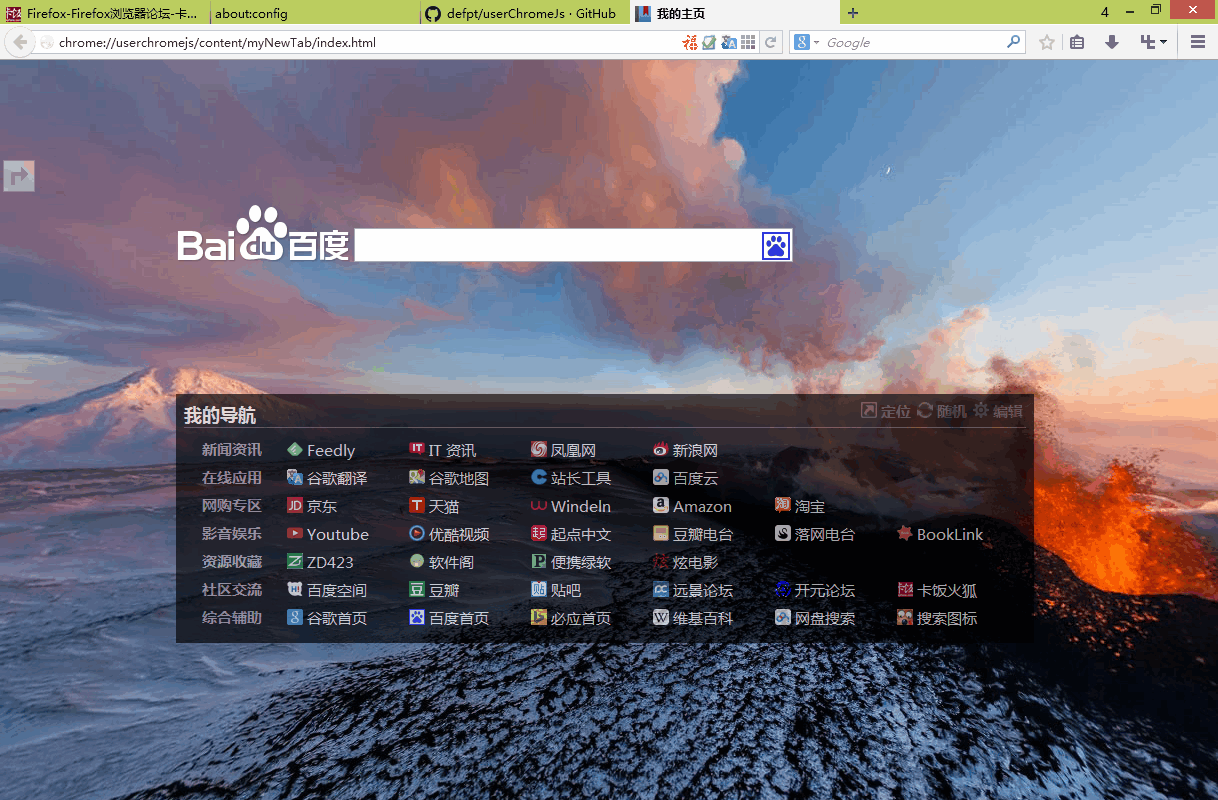 Firefox-Firefox浏览器论坛-卡... about:config defpt/userChromeJs · GitHub 我的主页 4
chrome://userchromejs/content/myNewTab/index.html Google
Bai du 百度
我的导航 定位 随机 编辑
新闻资讯 Feedly IT 资讯 凤凰网 新浪网
在线应用 谷歌翻译 谷歌地图 站长工具 百度云
网购专区 京东 天猫 Windeln Amazon 淘宝
影音娱乐 Youtube 优酷视频 起点中文 豆瓣电台 落网电台 BookLink
资源收藏 ZD423 软件阁 便携绿软 炫电影
社区交流 百度空间 豆瓣 贴吧 远景论坛 开元论坛 卡饭火狐
综合辅助 谷歌首页 百度首页 必应首页 维基百科 网盘搜索 搜索图标